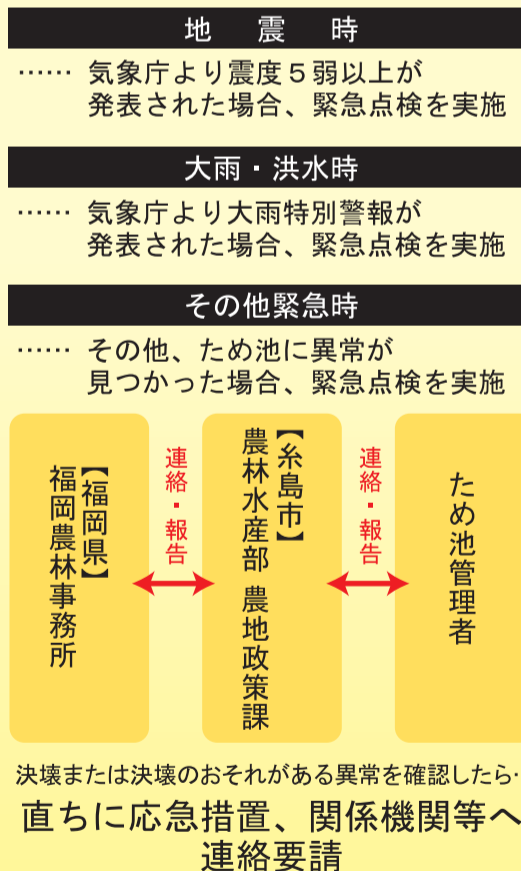 地震時
…… 気象庁より震度５弱以上が
発表された場合、緊急点検を実施
大雨・洪水時
…… 気象庁より大雨特別警報が
発表された場合、緊急点検を実施
その他緊急時
…… その他、ため池に異常が
見つかった場合、緊急点検を実施
【福岡県】
福岡農林事務所
連絡・報告
【糸島市】
農林水産部 農地政策課
連絡・報告
ため池管理者
決壊または決壊のおそれがある異常を確認したら‥
直ちに応急措置、関係機関等へ
連絡要請